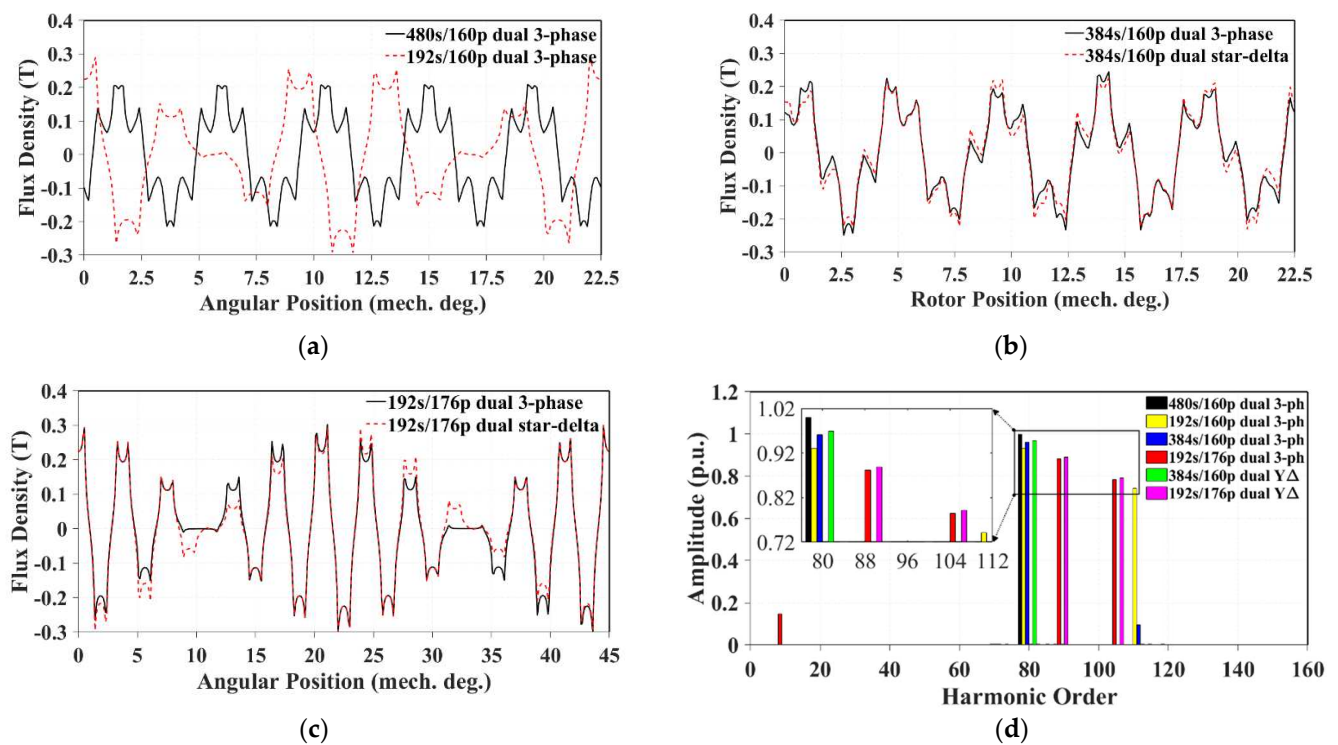 480s/160p dual 3-phase
192s/160p dual 3-phase
Flux Density (T)
0.4
0.3
0.2
0.1
0
-0.1
-0.2
-0.3
0 2.5 5 7.5 10 12.5 15 17.5 20 22.5
Angular Position (mech. deg.)
(a)
384s/160p dual 3-phase
384s/160p dual star-delta
Flux Density (T)
0.4
0.3
0.2
0.1
0
-0.1
-0.2
-0.3
0 2.5 5 7.5 10 12.5 15 17.5 20 22.5
Rotor Position (mech. deg.)
(b)
192s/176p dual 3-phase
192s/176p dual star-delta
Flux Density (T)
0.4
0.3
0.2
0.1
0
-0.1
-0.2
-0.3
0 5 10 15 20 25 30 35 40 45
Angular Position (mech. deg.)
(c)
480s/160p dual 3-ph
192s/160p dual 3-ph
384s/160p dual 3-ph
192s/176p dual 3-ph
384s/160p dual Y Δ
192s/176p dual Y Δ
1.02
0.92
0.82
0.72
80 88 96 104 112
Amplitude (p.u.)
1.2
1
0.8
0.6
0.4
0.2
0
0 20 40 60 80 100 120 140 160
Harmonic Order
(d)